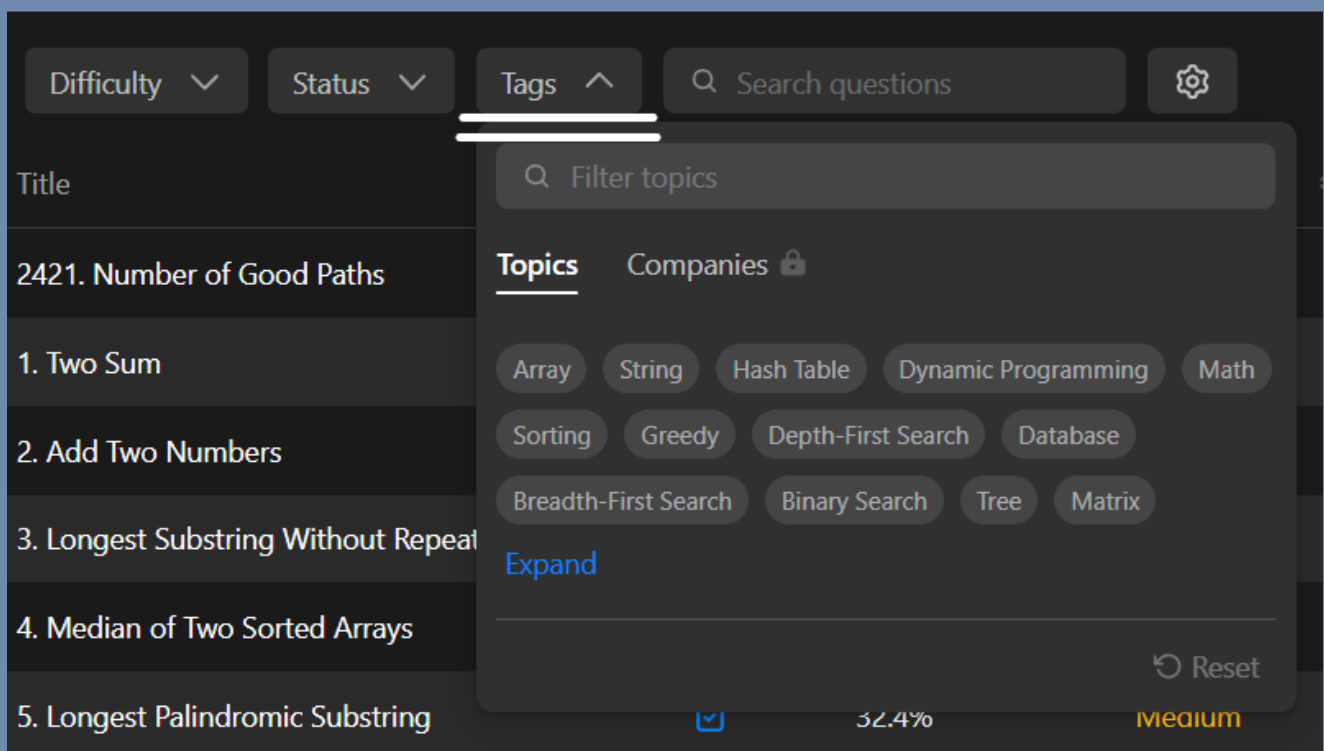 Difficulty Status Tags Search questions
Filter topics
Title
Topics Companies
2421. Number of Good Paths
1. Two Sum
Array String Hash Table Dynamic Programming Math
Sorting Greedy Depth-First Search Database
2. Add Two Numbers
Breadth-First Search Binary Search Tree Matrix
3. Longest Substring Without Repeat
Expand
4. Median of Two Sorted Arrays
Reset
5. Longest Palindromic Substring 32.4% Medium